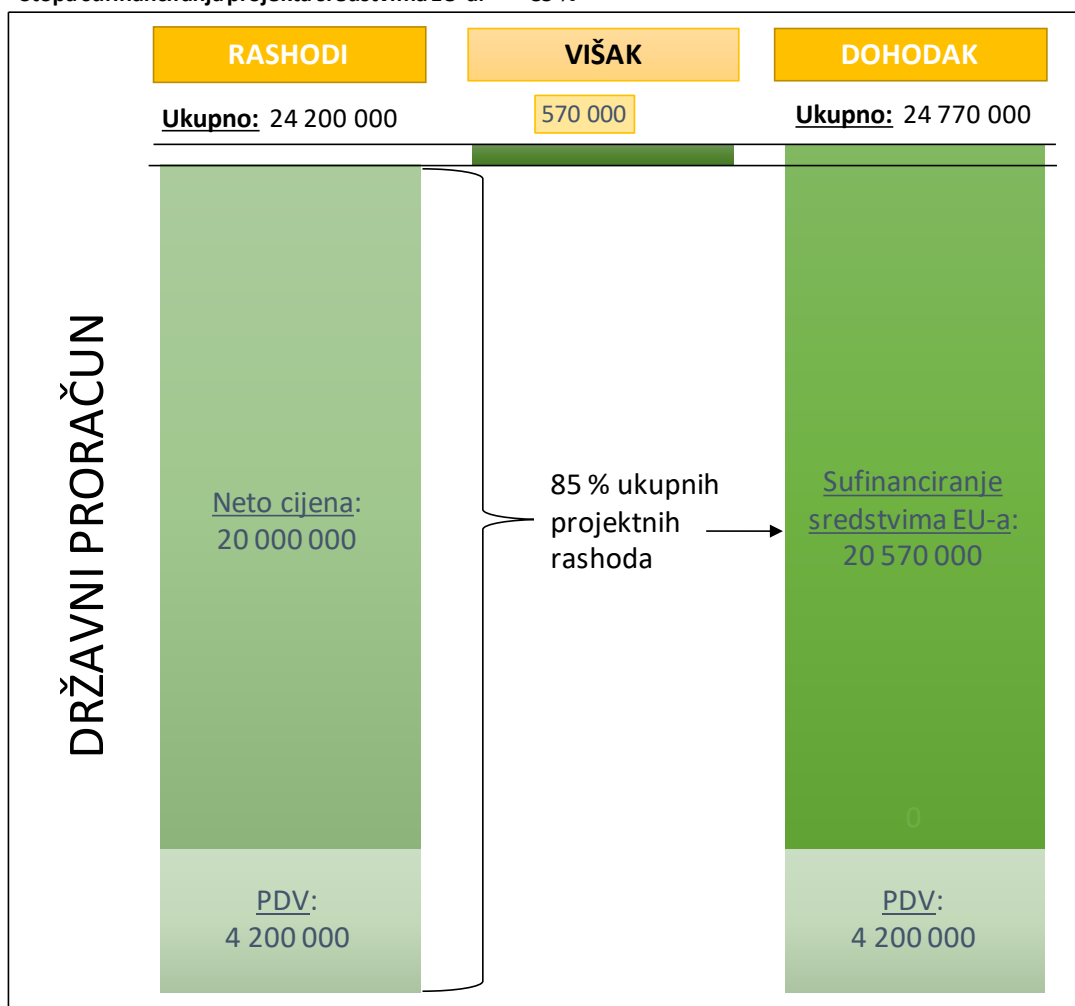 RASHODI
VIŠAK
DOHODAK
Ukupno: 24 200 000
570 000
Ukupno: 24 770 000
DRŽAVNI PRORAČUN
Neto cijena:
20 000 000
85 % ukupnih
projektnih
rashoda
Sufinanciranje
sredstvima EU-a:
20 570 000
0
PDV:
4 200 000
PDV:
4 200 000